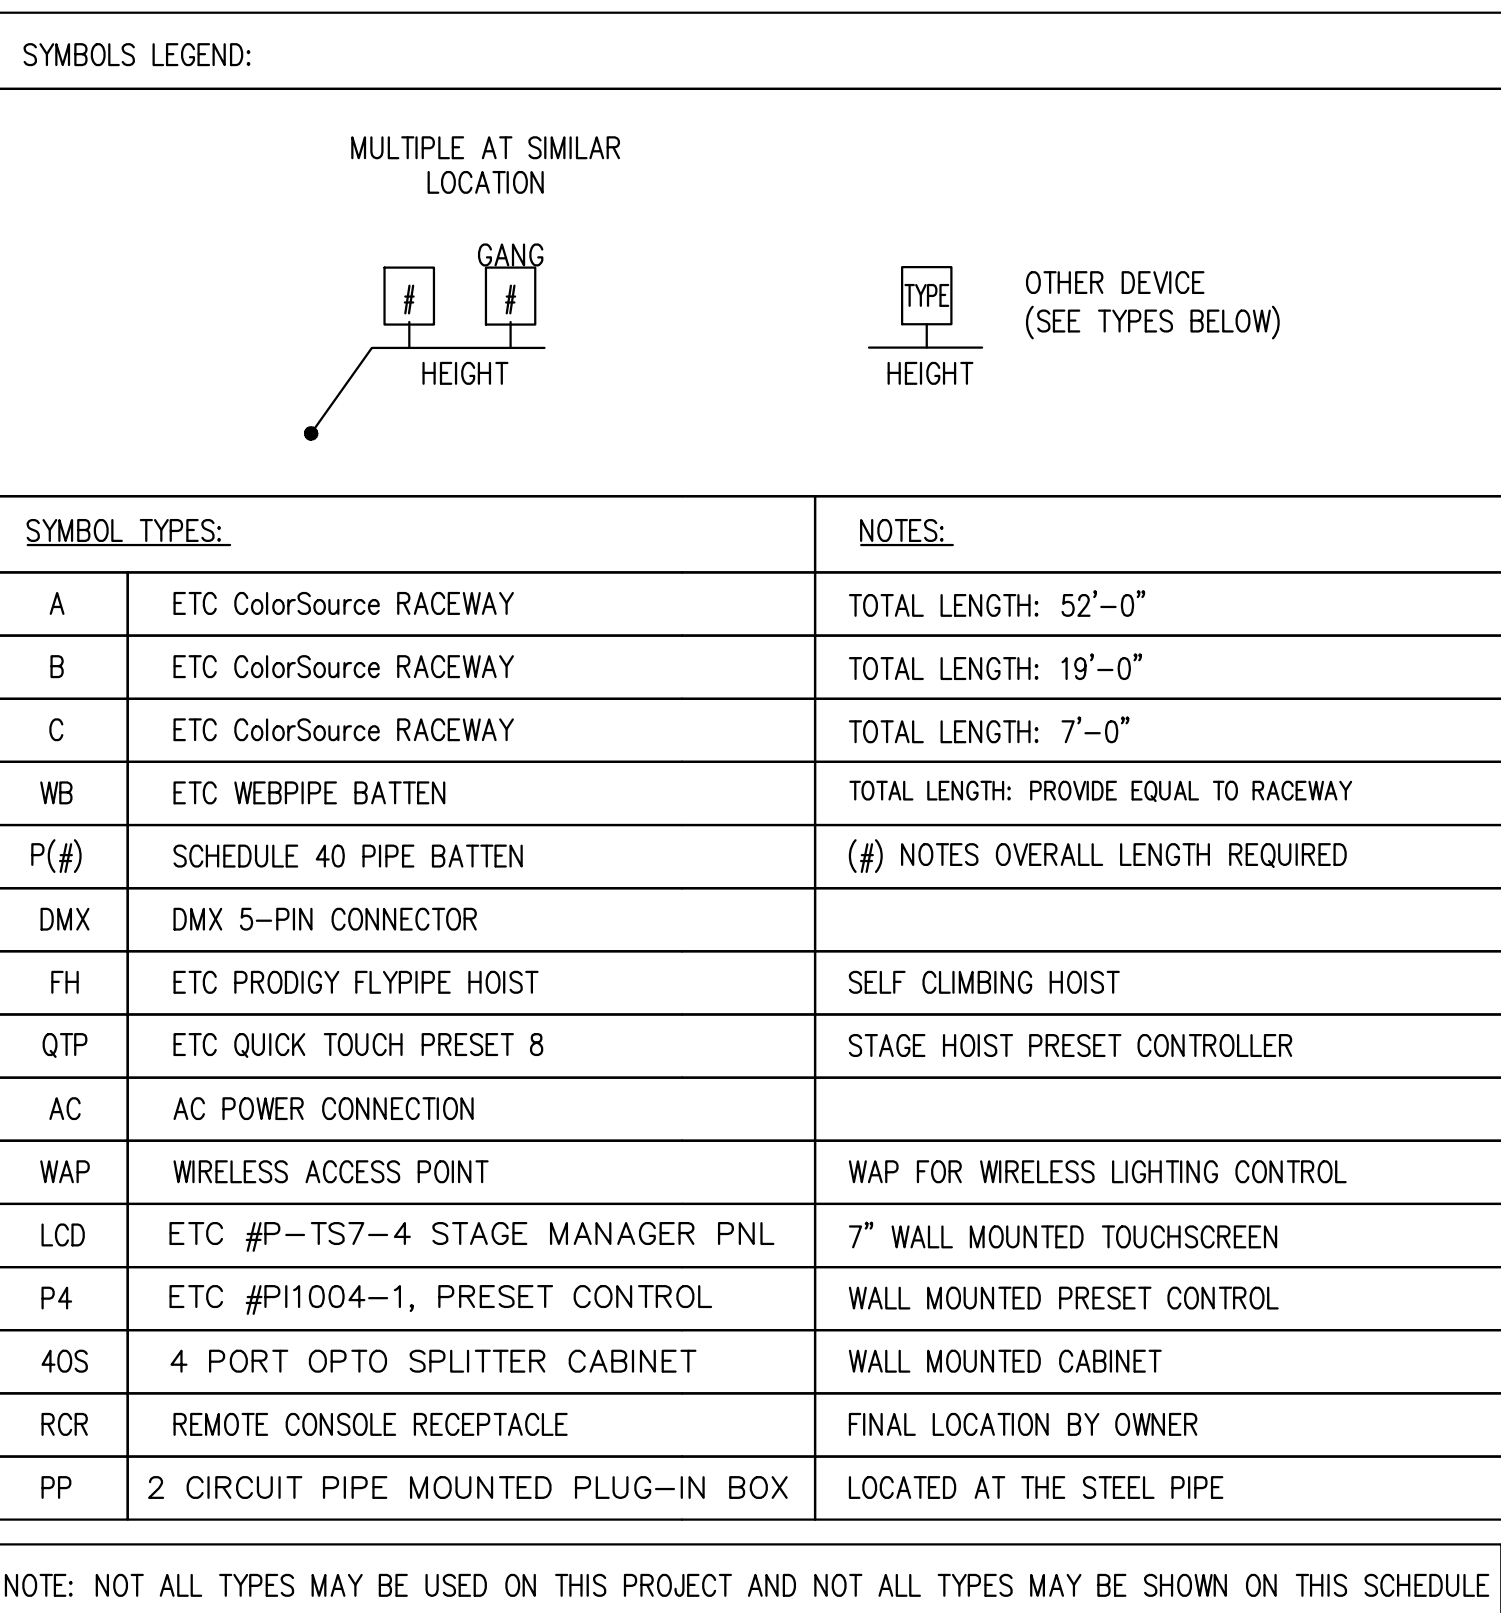 SYMBOLS LEGEND:
MULTIPLE AT SIMILAR
LOCATION
GANG
# #
HEIGHT
TYPE
HEIGHT
OTHER DEVICE
(SEE TYPES BELOW)
SYMBOL TYPES: NOTES:
A ETC ColorSource RACEWAY TOTAL LENGTH: 52'-0"
B ETC ColorSource RACEWAY TOTAL LENGTH: 19'-0"
C ETC ColorSource RACEWAY TOTAL LENGTH: 7'-0"
WB ETC WEBPIPE BATTEN TOTAL LENGTH: PROVIDE EQUAL TO RACEWAY
P(#) SCHEDULE 40 PIPE BATTEN (#) NOTES OVERALL LENGTH REQUIRED
DMX DMX 5-PIN CONNECTOR
FH ETC PRODIGY FLYPIPE HOIST SELF CLIMBING HOIST
QTP ETC QUICK TOUCH PRESET 8 STAGE HOIST PRESET CONTROLLER
AC AC POWER CONNECTION
WAP WIRELESS ACCESS POINT WAP FOR WIRELESS LIGHTING CONTROL
LCD ETC #P-TS7-4 STAGE MANAGER PNL 7" WALL MOUNTED TOUCHSCREEN
P4 ETC #PI1004-1, PRESET CONTROL WALL MOUNTED PRESET CONTROL
4OS 4 PORT OPTO SPLITTER CABINET WALL MOUNTED CABINET
RCR REMOTE CONSOLE RECEPTACLE FINAL LOCATION BY OWNER
PP 2 CIRCUIT PIPE MOUNTED PLUG-IN BOX LOCATED AT THE STEEL PIPE
NOTE: NOT ALL TYPES MAY BE USED ON THIS PROJECT AND NOT ALL TYPES MAY BE SHOWN ON THIS SCHEDULE